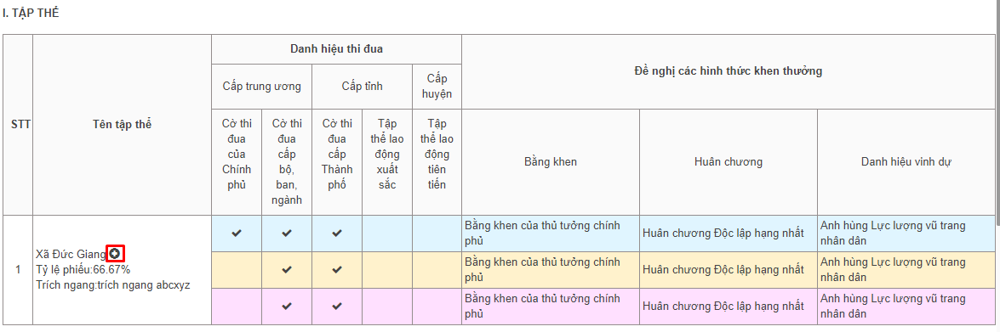 I. TẬP THỂ
STT
Tên tập thể
Danh hiệu thi đua
Đề nghị các hình thức khen thưởng
Cấp trung ương
Cấp tỉnh
Cấp
huyện
Cờ thi
đua
của
Chính
phủ
Cờ thi
đua
cấp
bộ,
ban,
ngành
Cờ thi
đua
cấp
Thành
phố
Tập
thể lao
động
xuất
sắc
Tập
thể lao
động
tiên
tiến
Bằng khen
Huân chương
Danh hiệu vinh dự
1
Xã Đức Giang
Tỷ lệ phiếu:66.67%
Trích ngang:trích ngang abcxyz
Bằng khen của thủ tưởng chính
phủ
Huân chương Độc lập hạng nhất
Anh hùng Lực lượng vũ trang
nhân dân
Bằng khen của thủ tưởng chính
phủ
Huân chương Độc lập hạng nhất
Anh hùng Lực lượng vũ trang
nhân dân
Bằng khen của thủ tưởng chính
phủ
Huân chương Độc lập hạng nhất
Anh hùng Lực lượng vũ trang
nhân dân